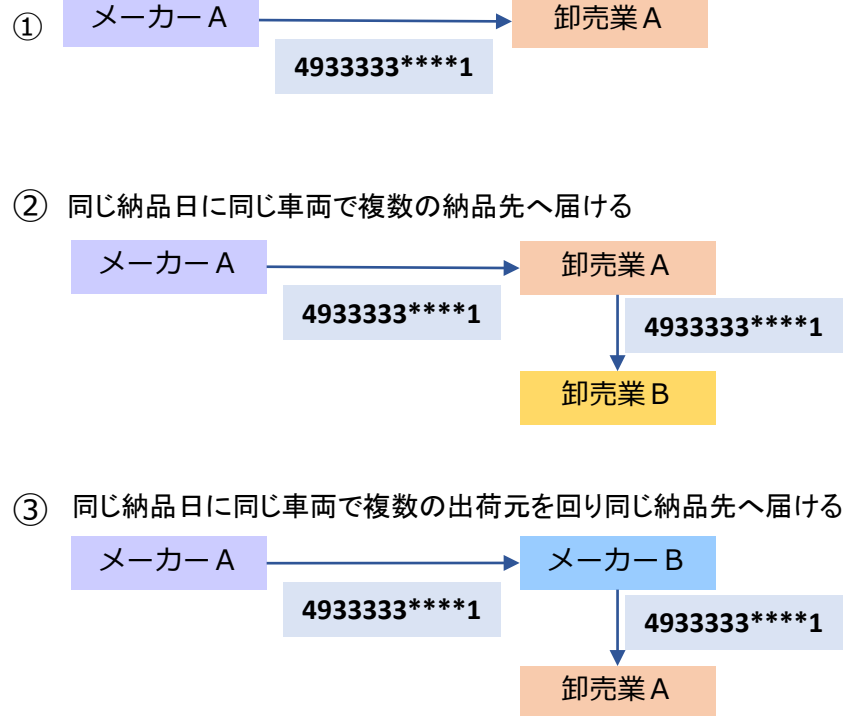 ①
メーカーA
卸売業A
4933333****1
② 同じ納品日に同じ車両で複数の納品先へ届ける
メーカーA
卸売業A
4933333****1
4933333****1
卸売業B
③ 同じ納品日に同じ車両で複数の出荷元を回り同じ納品先へ届ける
メーカーA
メーカーB
4933333****1
4933333****1
卸売業A